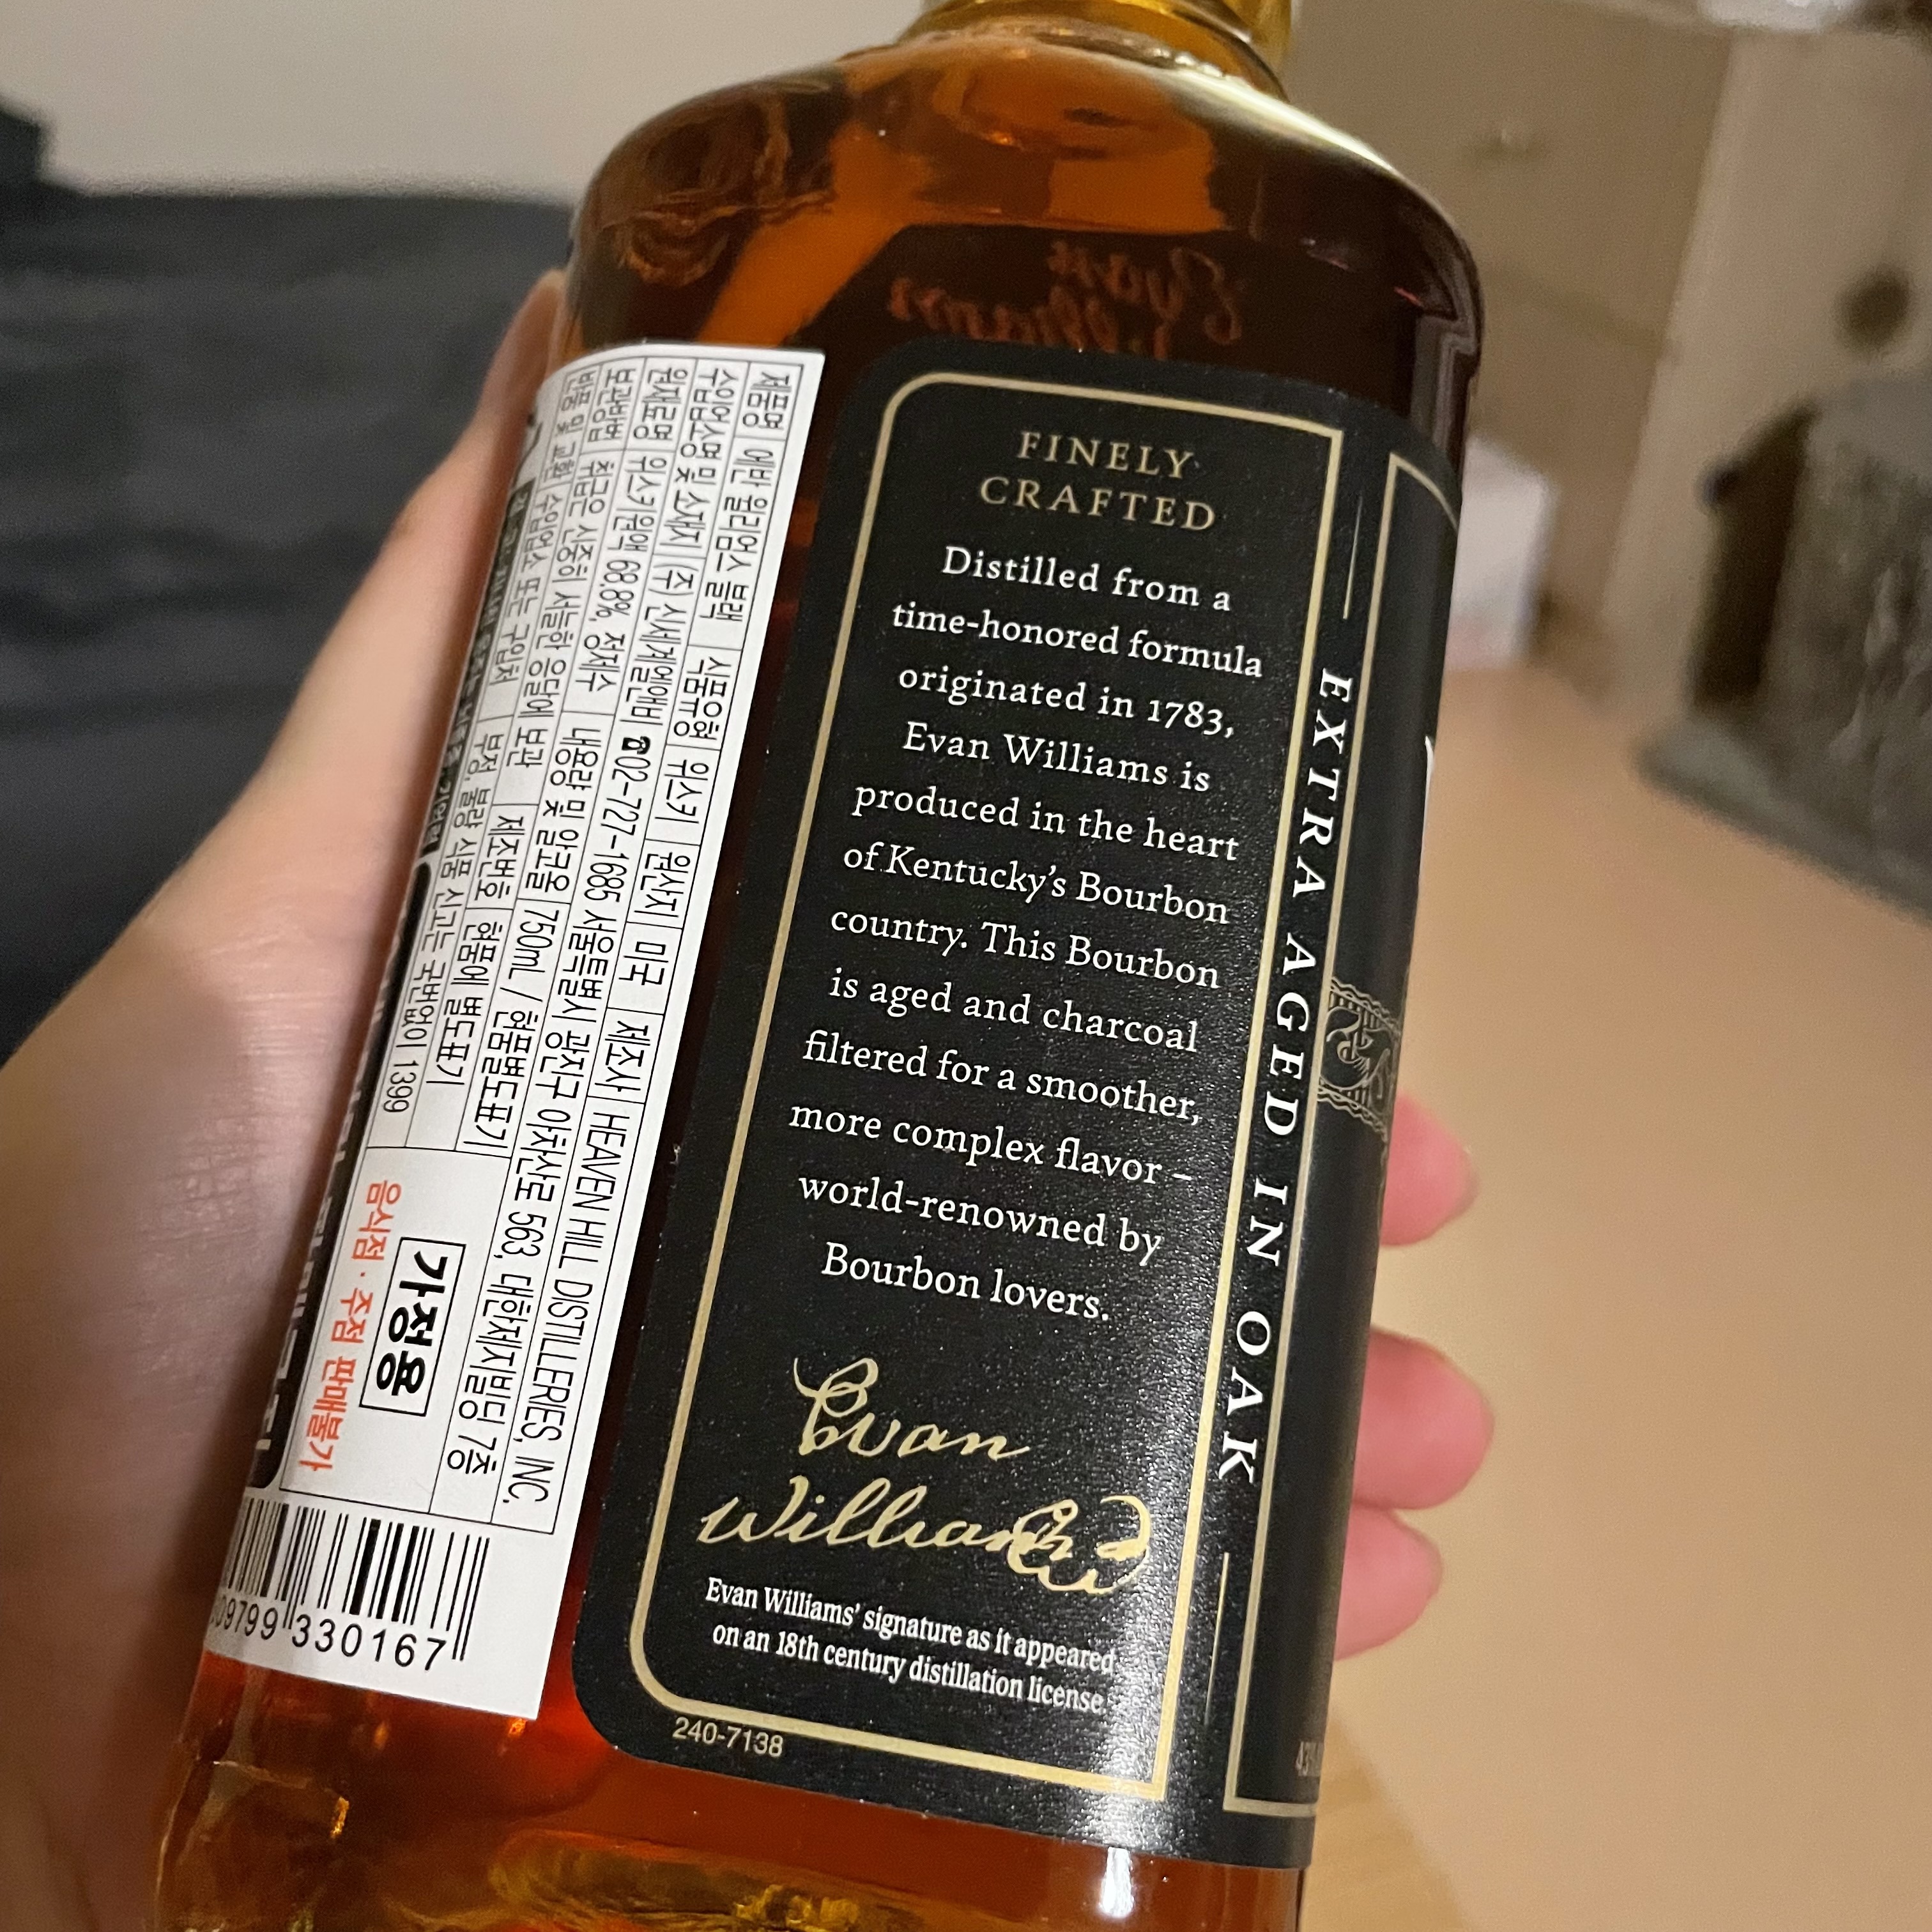 FINELY
CRAFTED
Distilled from a
time-honored formula
originated in 1783,
Evan Williams is
produced in the heart
of Kentucky's Bourbon
country. This Bourbon
is aged and charcoal
filtered for a smoother,
more complex flavor –
world-renowned by
Bourbon lovers.
Evan
Williams
Evan Williams' signature as it appeared
on an 18th century distillation license
240-7138
EXTRA AGED IN OAK
제품명 에반 윌리엄스 블랙 식품유형 위스키 원산지 미국 제조사 HEAVEN HILL DISTILLERIES, INC.
수입업소명 및 소재지 (주)신세계엘앤비 ☎02-727-1685 서울특별시 광진구 아차산로 563, 대한제지빌딩 7층
원재료명 위스키원액 68.8%, 정제수 내용량 및 알코올 750mL / 현품별도표기
보관방법 직사광선을 피해 서늘한 응달에 보관 제조번호 현품에 별도표기
반품 및 교환 수입업소 또는 구입처 부정, 불량 식품 신고는 국번없이 1399
가정용
음식점·주점 판매불가
09799 330167